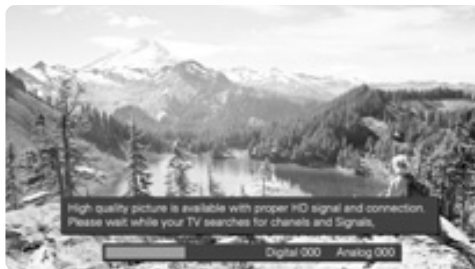 High quality picture is available with proper HD signal and connection.
Please wait while your TV searches for chanels and Signals,
Digital 000 Analog 000